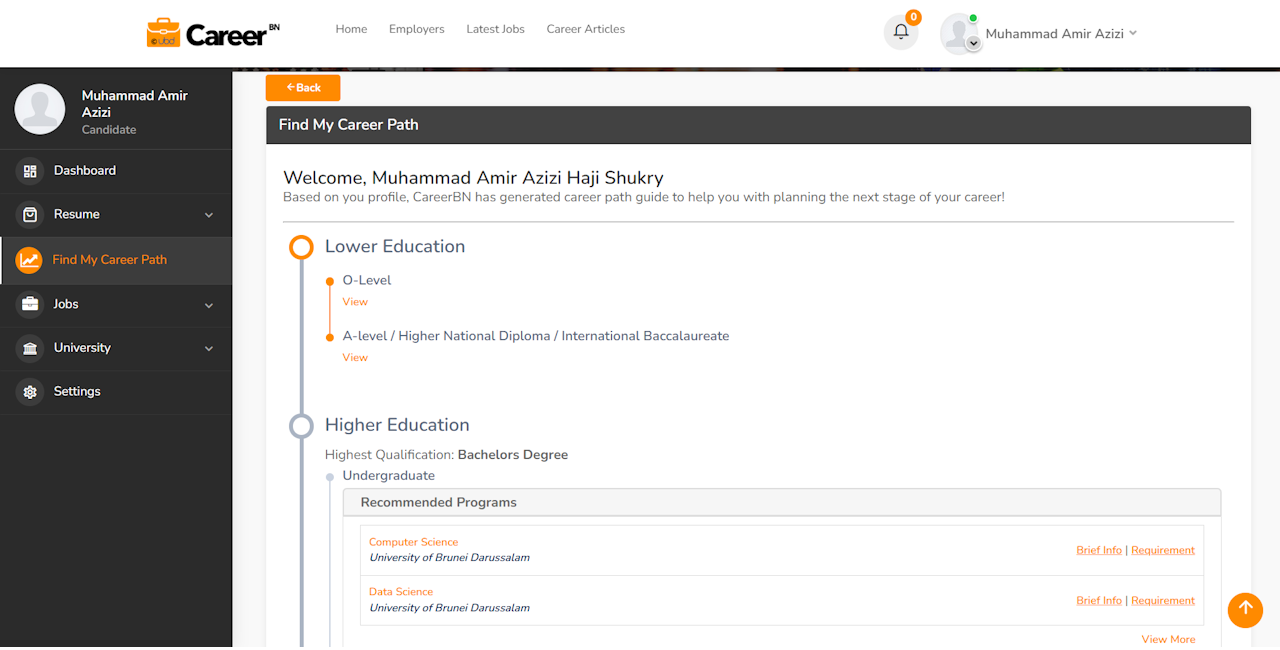 ubd Career BN
Home Employers Latest Jobs Career Articles
0
Muhammad Amir Azizi
Muhammad Amir
Azizi
Candidate
Dashboard
Resume
Find My Career Path
Jobs
University
Settings
Back
Find My Career Path
Welcome, Muhammad Amir Azizi Haji Shukry
Based on you profile, CareerBN has generated career path guide to help you with planning the next stage of your career!
Lower Education
O-Level
View
A-level / Higher National Diploma / International Baccalaureate
View
Higher Education
Highest Qualification: Bachelors Degree
Undergraduate
Recommended Programs
Computer Science
University of Brunei Darussalam
Brief Info | Requirement
Data Science
University of Brunei Darussalam
Brief Info | Requirement
View More